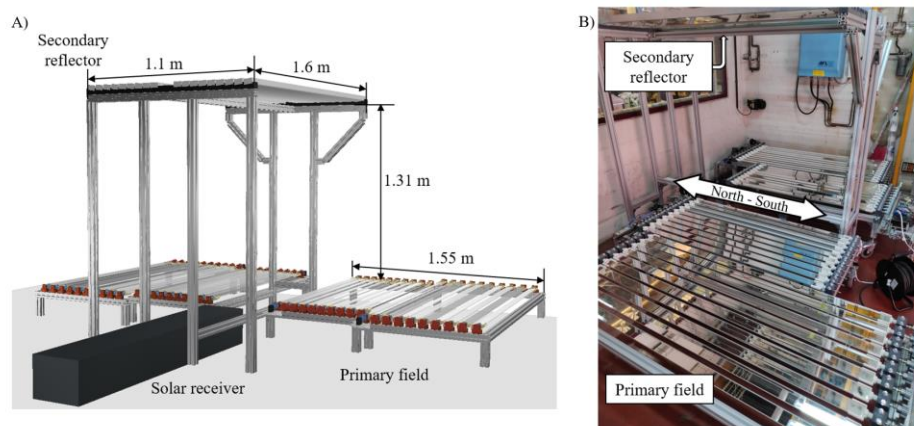 A)
Secondary
reflector
1.1 m
1.6 m
1.31 m
1.55 m
Solar receiver
Primary field
B)
Secondary
reflector
North - South
Primary field